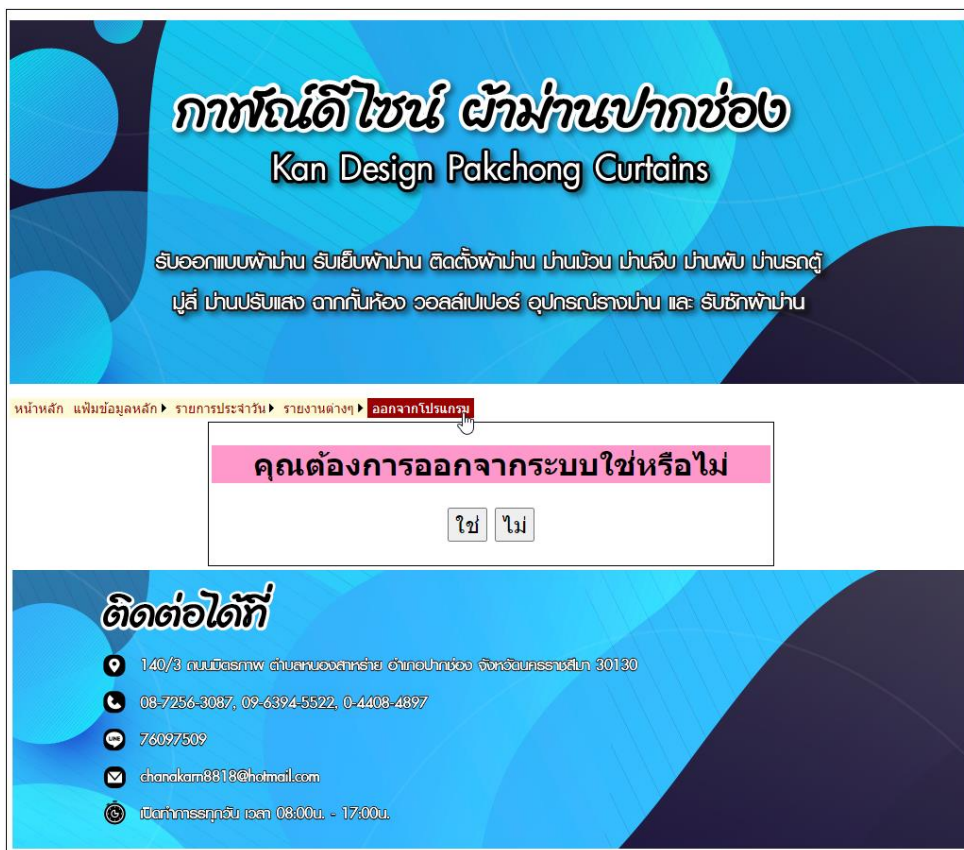 กาฬัณ์ดีไซน์ ผ้าม่านปากช่อง
Kan Design Pakchong Curtains
รับออกแบบผ้าม่าน รับเย็บผ้าม่าน ติดตั้งผ้าม่าน ม่านม้วน ม่านจีบ ม่านพับ ม่านรถตู้
มู่ลี่ ม่านปรับแสง ฉากกั้นห้อง วอลล์เปเปอร์ อุปกรณ์รางม่าน และ รับซักผ้าม่าน
หน้าหลัก แฟ้มข้อมูลหลัก รายการประจำวัน รายงานต่างๆ ออกจากโปรแกรม
คุณต้องการออกจากระบบใช่หรือไม่
ใช่ ไม่
ติดต่อได้ที่
140/3 ถนนมิตรภาพ ตำบลหนองสาหร่าย อำเภอปากช่อง จังหวัดนครราชสีมา 30130
08-7256-3087, 09-6394-5522, 0-4408-4897
LINE 76097509
chanakarn8818@hotmail.com
เปิดทำการทุกวัน เวลา 08:00น. - 17:00น.